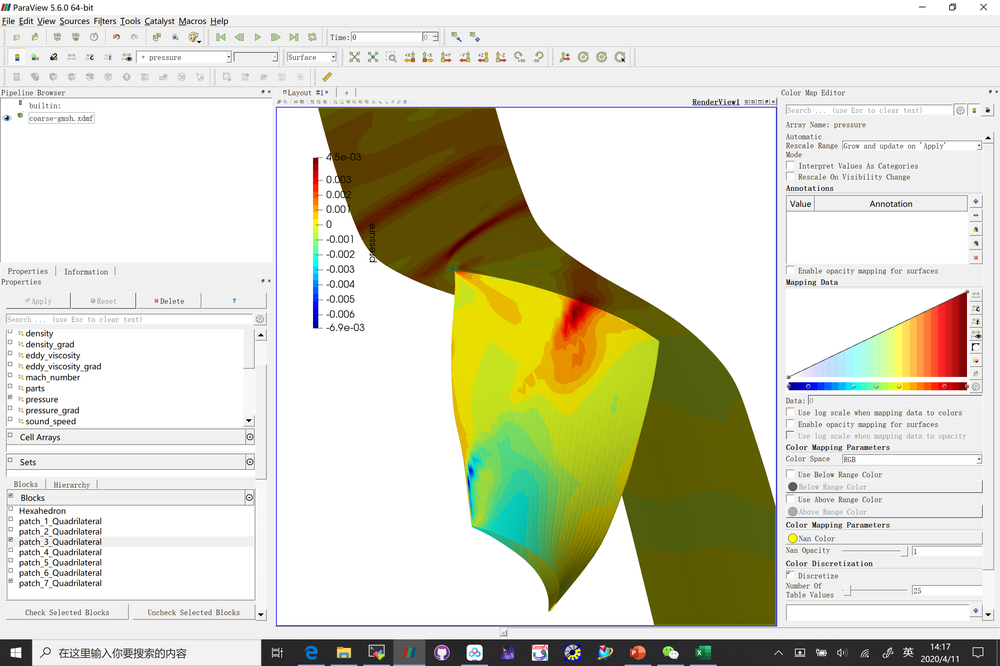 ParaView 5.6.0 64-bit
File Edit View Sources Filters Tools Catalyst Macros Help
Time: 0 0
pressure Surface +X -X +Y -Y +Z -Z +90 -90
Pipeline Browser
builtin:
coarse-gmsh.xdmf
Properties Information
Properties
Apply Reset Delete ?
Search ... (use Esc to clear text)
density
density_grad
eddy_viscosity
eddy_viscosity_grad
mach_number
parts
pressure
pressure_grad
sound_speed
Cell Arrays
Sets
Blocks Hierarchy
Blocks
Hexahedron
patch_1_Quadrilateral
patch_2_Quadrilateral
patch_3_Quadrilateral
patch_4_Quadrilateral
patch_5_Quadrilateral
patch_6_Quadrilateral
patch_7_Quadrilateral
Check Selected Blocks Uncheck Selected Blocks
Layout #1 +
2D
RenderView1
4.5e-03
0.003
0.002
0.001
0
-0.001
-0.002
-0.003
-0.004
-0.005
-0.006
-6.9e-03
pressure
Color Map Editor
Search ... (use Esc to clear text)
Array Name: pressure
Automatic
Rescale Range Grow and update on 'Apply'
Mode
Interpret Values As Categories
Rescale On Visibility Change
Annotations
Value Annotation
Enable opacity mapping for surfaces
Mapping Data
Data: 0
Use log scale when mapping data to colors
Enable opacity mapping for surfaces
Use log scale when mapping data to opacity
Color Mapping Parameters
Color Space RGB
Use Below Range Color
Below Range Color
Use Above Range Color
Above Range Color
Color Mapping Parameters
Nan Color
Nan Opacity 1
Color Discretization
Discretize
Number Of
Table Values 25
在这里输入你要搜索的内容
Concepts
TEX
英
14:17
2020/4/11